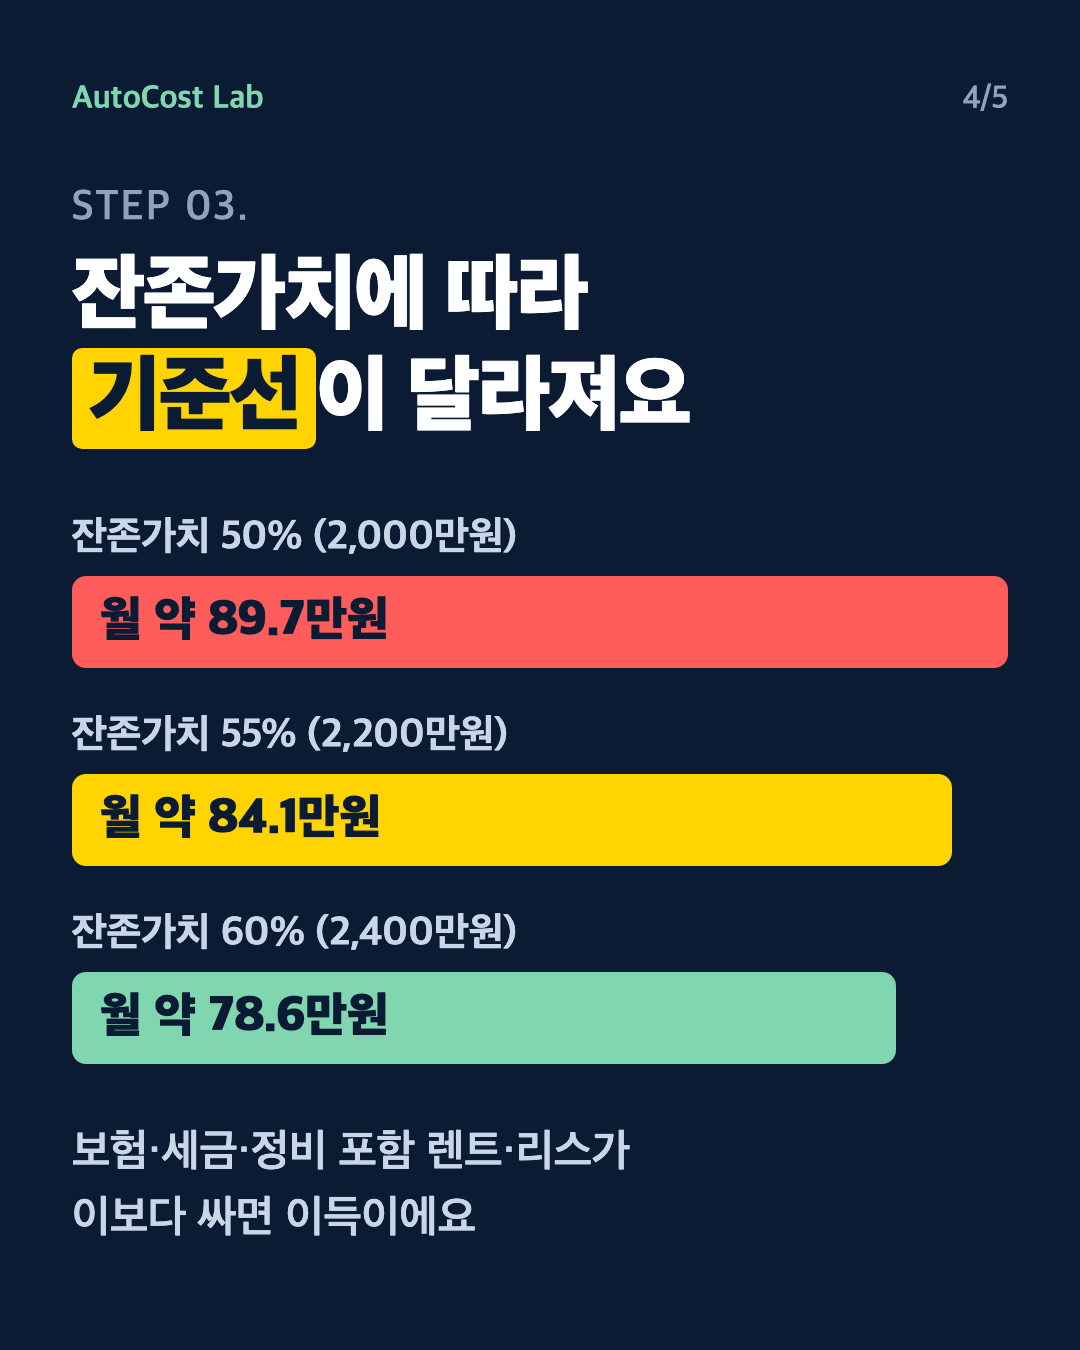 AutoCost Lab
4/5
STEP 03.
잔존가치에 따라
기준선이 달라져요
잔존가치 50% (2,000만원)
월 약 89.7만원
잔존가치 55% (2,200만원)
월 약 84.1만원
잔존가치 60% (2,400만원)
월 약 78.6만원
보험·세금·정비 포함 렌트·리스가
이보다 싸면 이득이에요